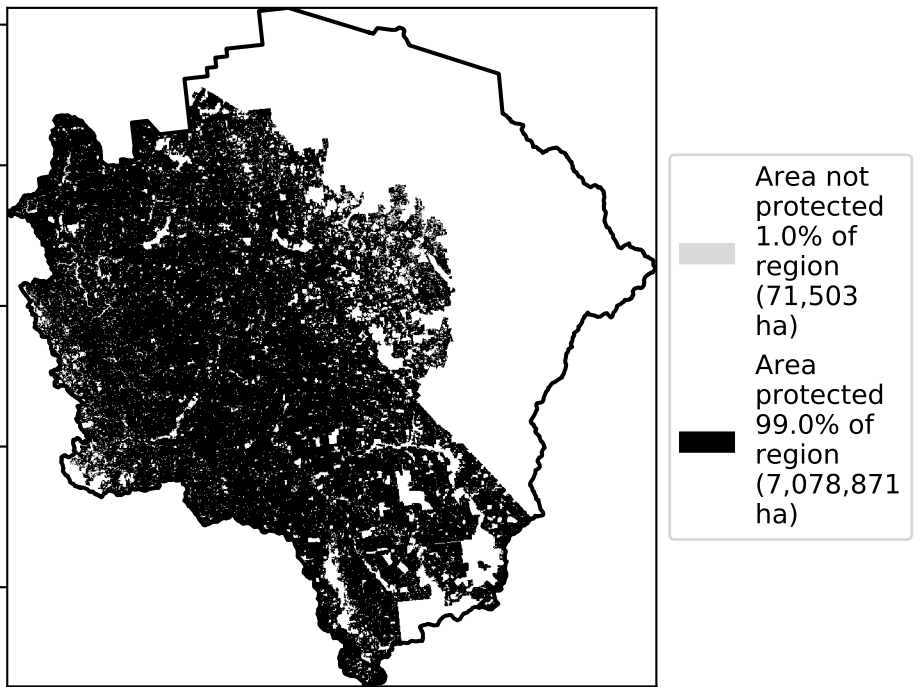 Area not
protected
1.0% of
region
(71,503
ha)
Area
protected
99.0% of
region
(7,078,871
ha)